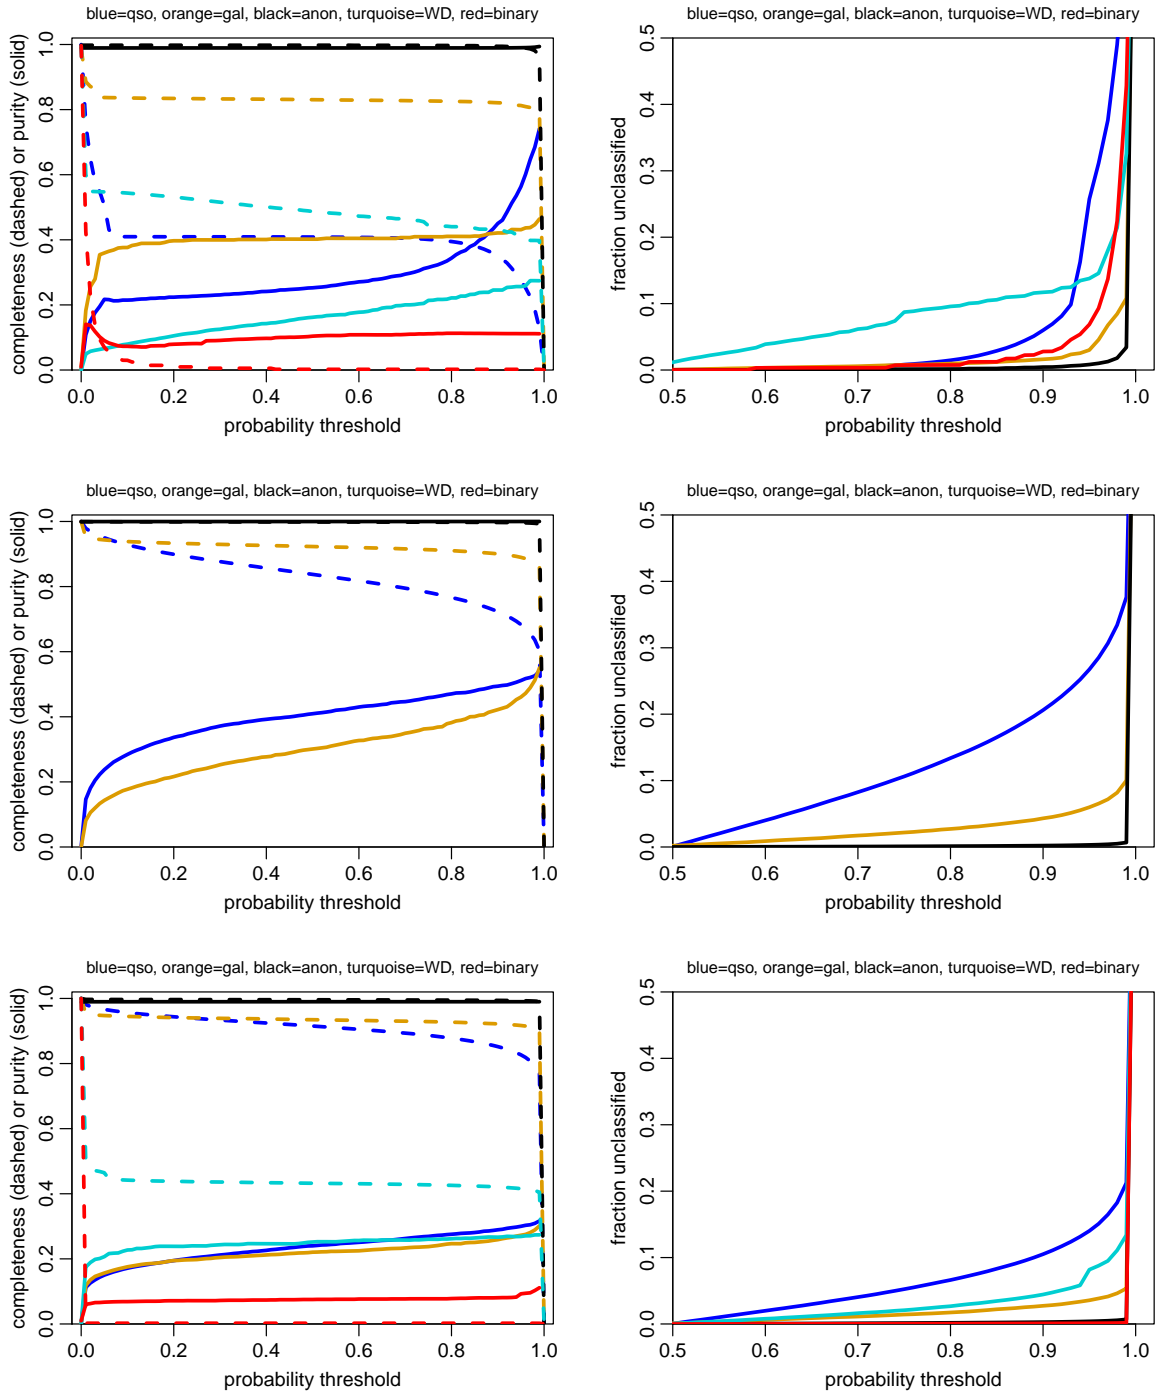 blue=qso, orange=gal, black=anon, turquoise=WD, red=binary
completeness (dashed) or purity (solid)
0.0 0.2 0.4 0.6 0.8 1.0
0.0 0.2 0.4 0.6 0.8 1.0
probability threshold
blue=qso, orange=gal, black=anon, turquoise=WD, red=binary
fraction unclassified
0.0 0.1 0.2 0.3 0.4 0.5
0.5 0.6 0.7 0.8 0.9 1.0
probability threshold
blue=qso, orange=gal, black=anon, turquoise=WD, red=binary
completeness (dashed) or purity (solid)
0.0 0.2 0.4 0.6 0.8 1.0
0.0 0.2 0.4 0.6 0.8 1.0
probability threshold
blue=qso, orange=gal, black=anon, turquoise=WD, red=binary
fraction unclassified
0.0 0.1 0.2 0.3 0.4 0.5
0.5 0.6 0.7 0.8 0.9 1.0
probability threshold
blue=qso, orange=gal, black=anon, turquoise=WD, red=binary
completeness (dashed) or purity (solid)
0.0 0.2 0.4 0.6 0.8 1.0
0.0 0.2 0.4 0.6 0.8 1.0
probability threshold
blue=qso, orange=gal, black=anon, turquoise=WD, red=binary
fraction unclassified
0.0 0.1 0.2 0.3 0.4 0.5
0.5 0.6 0.7 0.8 0.9 1.0
probability threshold